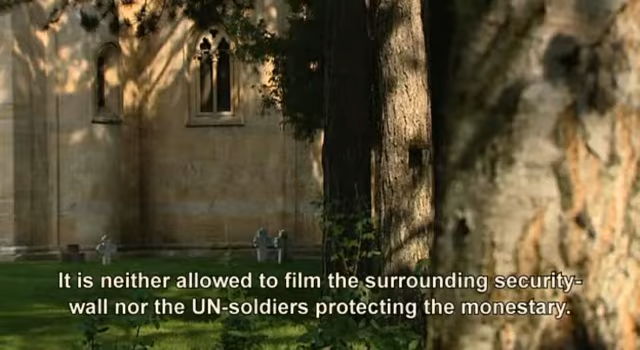 It is neither allowed to film the surrounding security-
wall nor the UN-soldiers protecting the monestary.